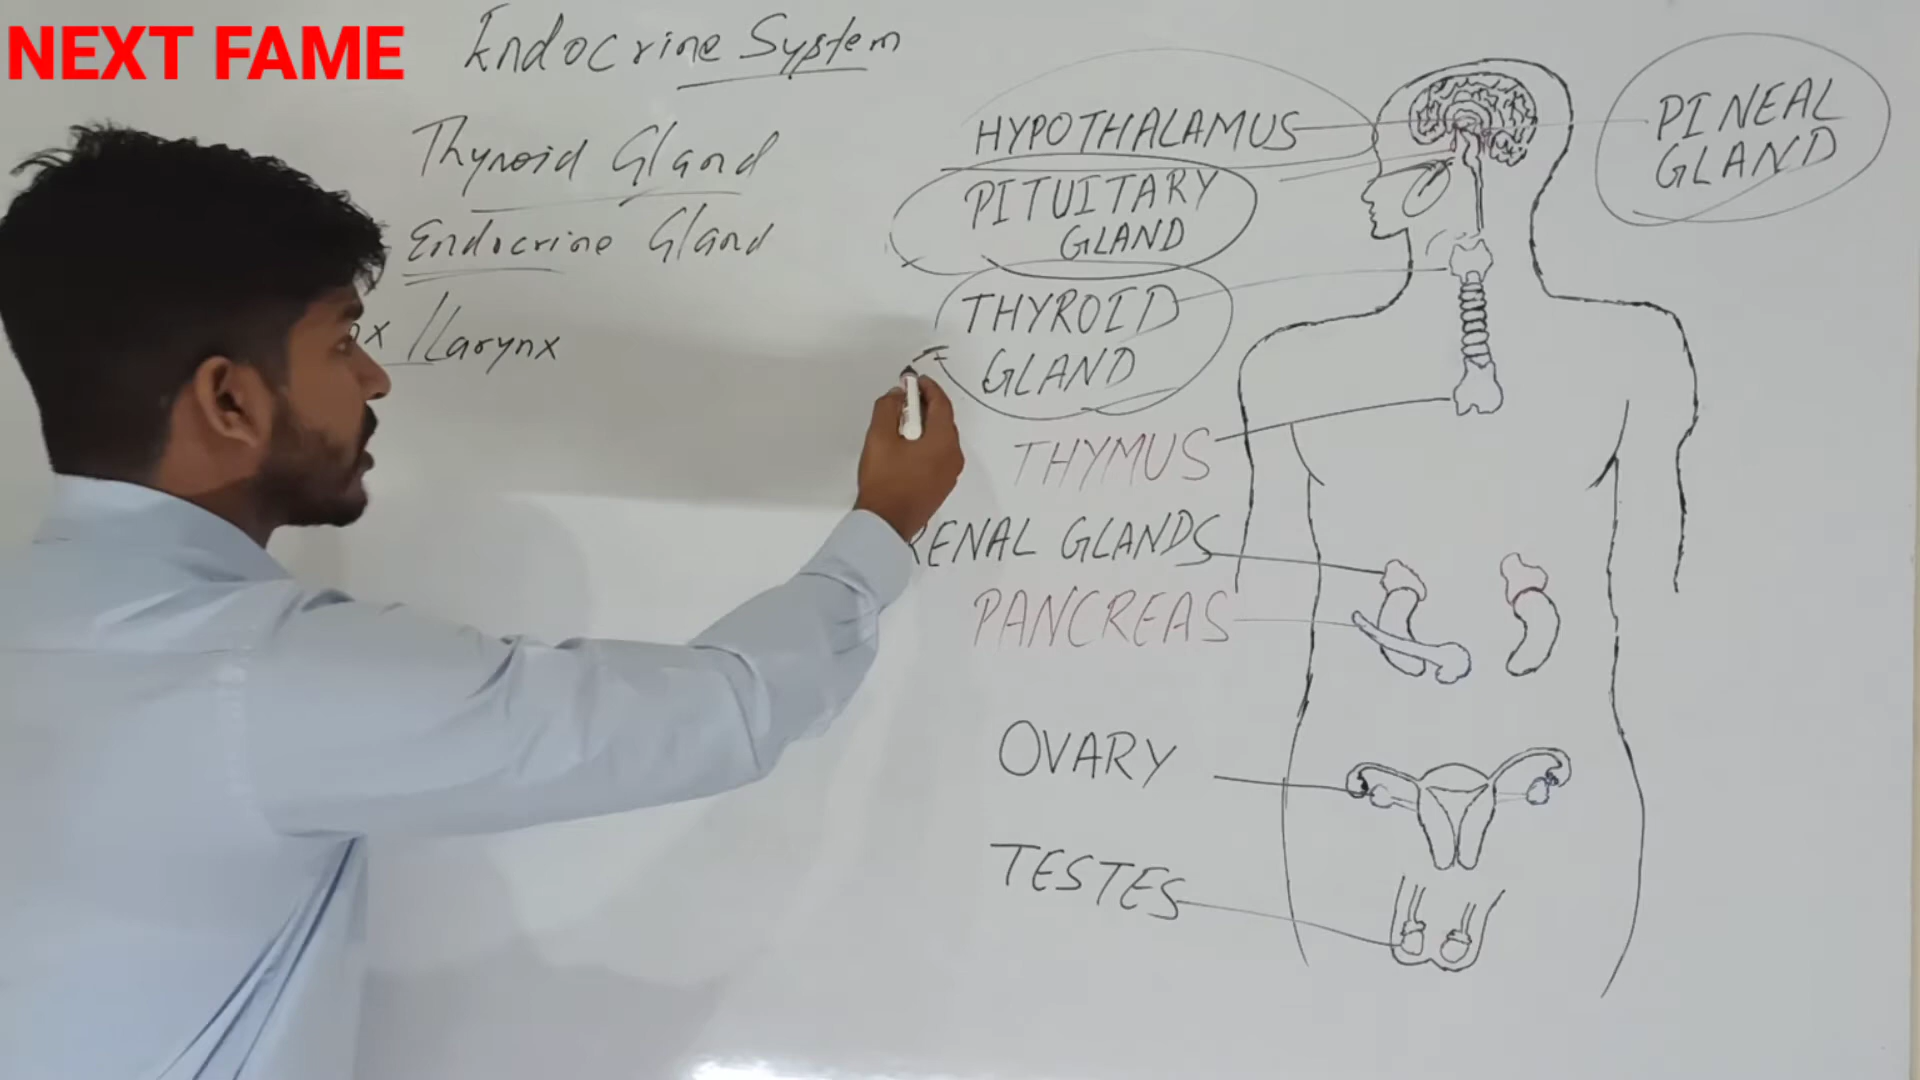 NEXT FAME
Endocrine System
Thyroid Gland
Endocrine Gland
/Larynx
HYPOTHALAMUS
PITUITARY
GLAND
THYROID
GLAND
THYMUS
RENAL GLANDS
PANCREAS
OVARY
TESTES
PINEAL
GLAND